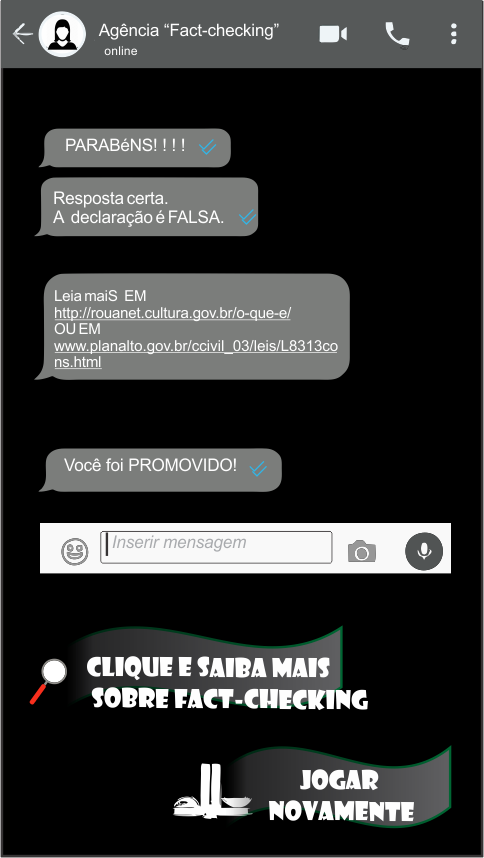 Agência “Fact-checking”
online
PARABéNS! ! ! !
Resposta certa.
A declaração é FALSA.
Leia maiS EM
http://rouanet.cultura.gov.br/o-que-e/
OU EM
www.planalto.gov.br/ccivil_03/leis/L8313co
ns.html
Você foi PROMOVIDO!
Inserir mensagem
CLIQUE E SAIBA MAIS
SOBRE FACT-CHECKING
JOGAR
NOVAMENTE